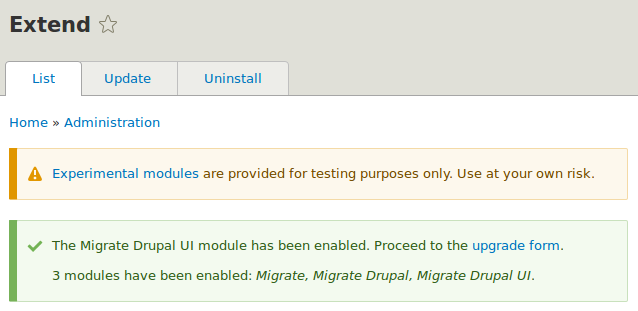 Extend
List Update Uninstall
Home » Administration
Experimental modules are provided for testing purposes only. Use at your own risk.
The Migrate Drupal UI module has been enabled. Proceed to the upgrade form.
3 modules have been enabled: Migrate, Migrate Drupal, Migrate Drupal UI.